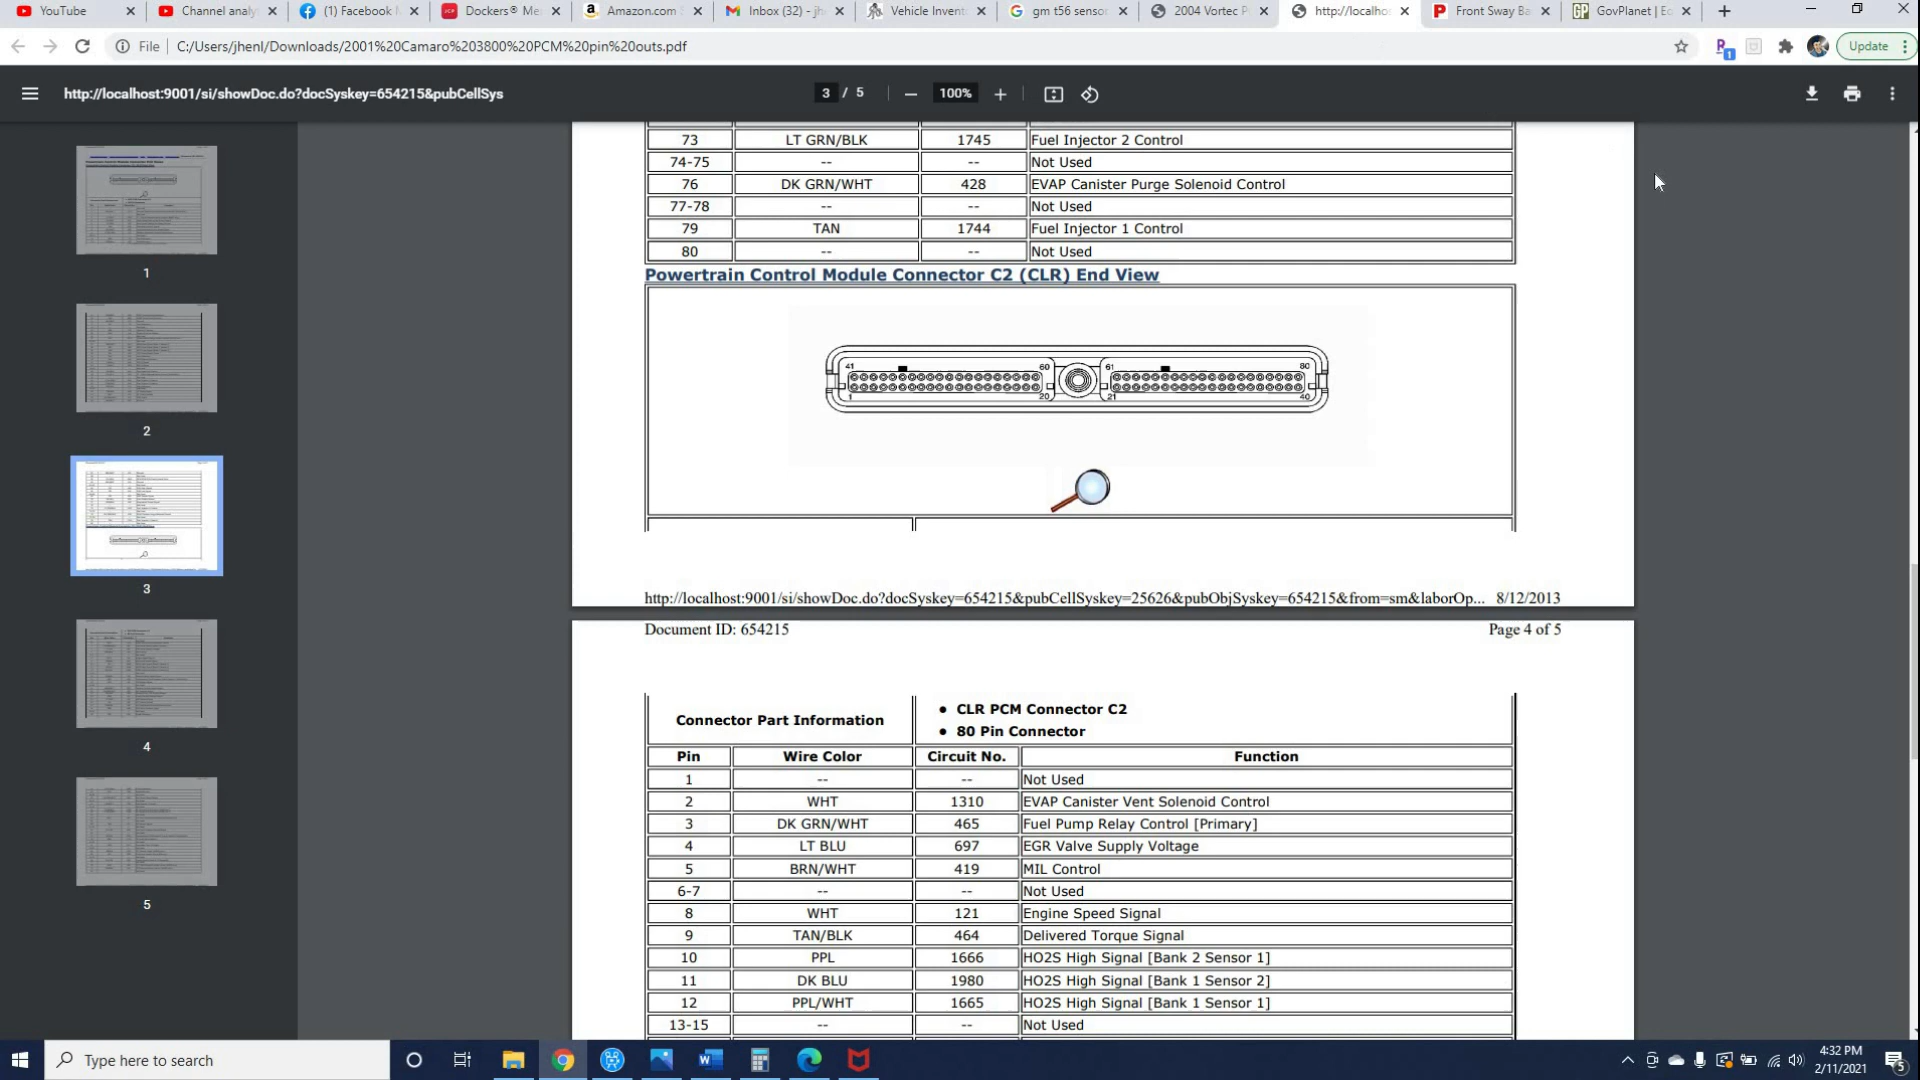 YouTube
Channel analy
(1) Facebook M
Dockers® Me
Amazon.com
Inbox (32) - jh
Vehicle Invent
gm t56 senso
2004 Vortec P
http://localhos
Front Sway Ba
GovPlanet | Eo
File | C:/Users/jhenl/Downloads/2001%20Camaro%203800%20PCM%20pin%20outs.pdf
Update
http://localhost:9001/si/showDoc.do?docSyskey=654215&pubCellSys
3 / 5
100%
73 LT GRN/BLK 1745 Fuel Injector 2 Control
74-75 -- -- Not Used
76 DK GRN/WHT 428 EVAP Canister Purge Solenoid Control
77-78 -- -- Not Used
79 TAN 1744 Fuel Injector 1 Control
80 -- -- Not Used
Powertrain Control Module Connector C2 (CLR) End View
41 60 61 80
1 20 21 40
http://localhost:9001/si/showDoc.do?docSyskey=654215&pubCellSyskey=25626&pubObjSyskey=654215&from=sm&laborOp... 8/12/2013
Document ID: 654215 Page 4 of 5
Connector Part Information
• CLR PCM Connector C2
• 80 Pin Connector
Pin Wire Color Circuit No. Function
1 -- -- Not Used
2 WHT 1310 EVAP Canister Vent Solenoid Control
3 DK GRN/WHT 465 Fuel Pump Relay Control [Primary]
4 LT BLU 697 EGR Valve Supply Voltage
5 BRN/WHT 419 MIL Control
6-7 -- -- Not Used
8 WHT 121 Engine Speed Signal
9 TAN/BLK 464 Delivered Torque Signal
10 PPL 1666 HO2S High Signal [Bank 2 Sensor 1]
11 DK BLU 1980 HO2S High Signal [Bank 1 Sensor 2]
12 PPL/WHT 1665 HO2S High Signal [Bank 1 Sensor 1]
13-15 -- -- Not Used
1
2
3
4
5
Type here to search
4:32 PM
2/11/2021
5